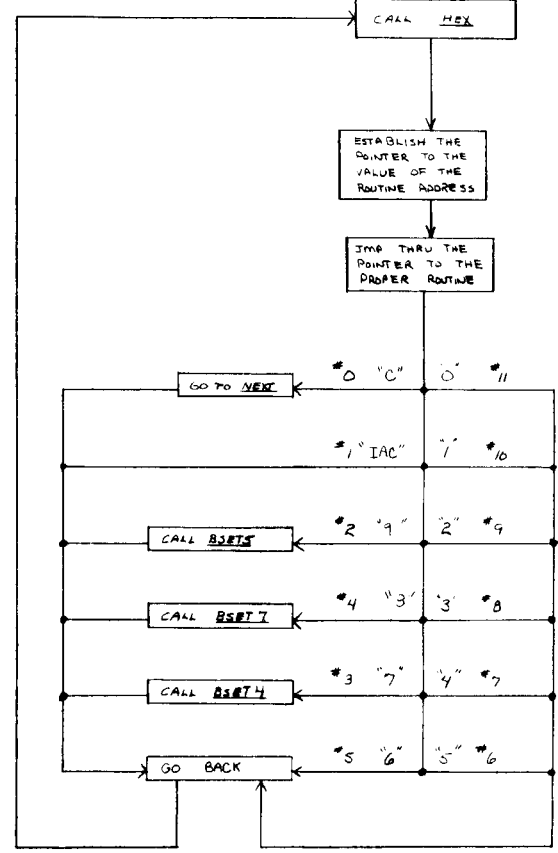 CALL HEX
ESTABLISH THE
POINTER TO THE
VALUE OF THE
ROUTINE ADDRESS
JMP THRU THE
POINTER TO THE
PROPER ROUTINE
GO TO NEXT
#0 "C" "0" #11
#1 "IAC" "1" #10
CALL BSET5
#2 "9" "2" #9
CALL BSET7
#4 "8" "3" #8
CALL BSET4
#3 "7" "4" #7
GO BACK
#5 "6" "5" #6